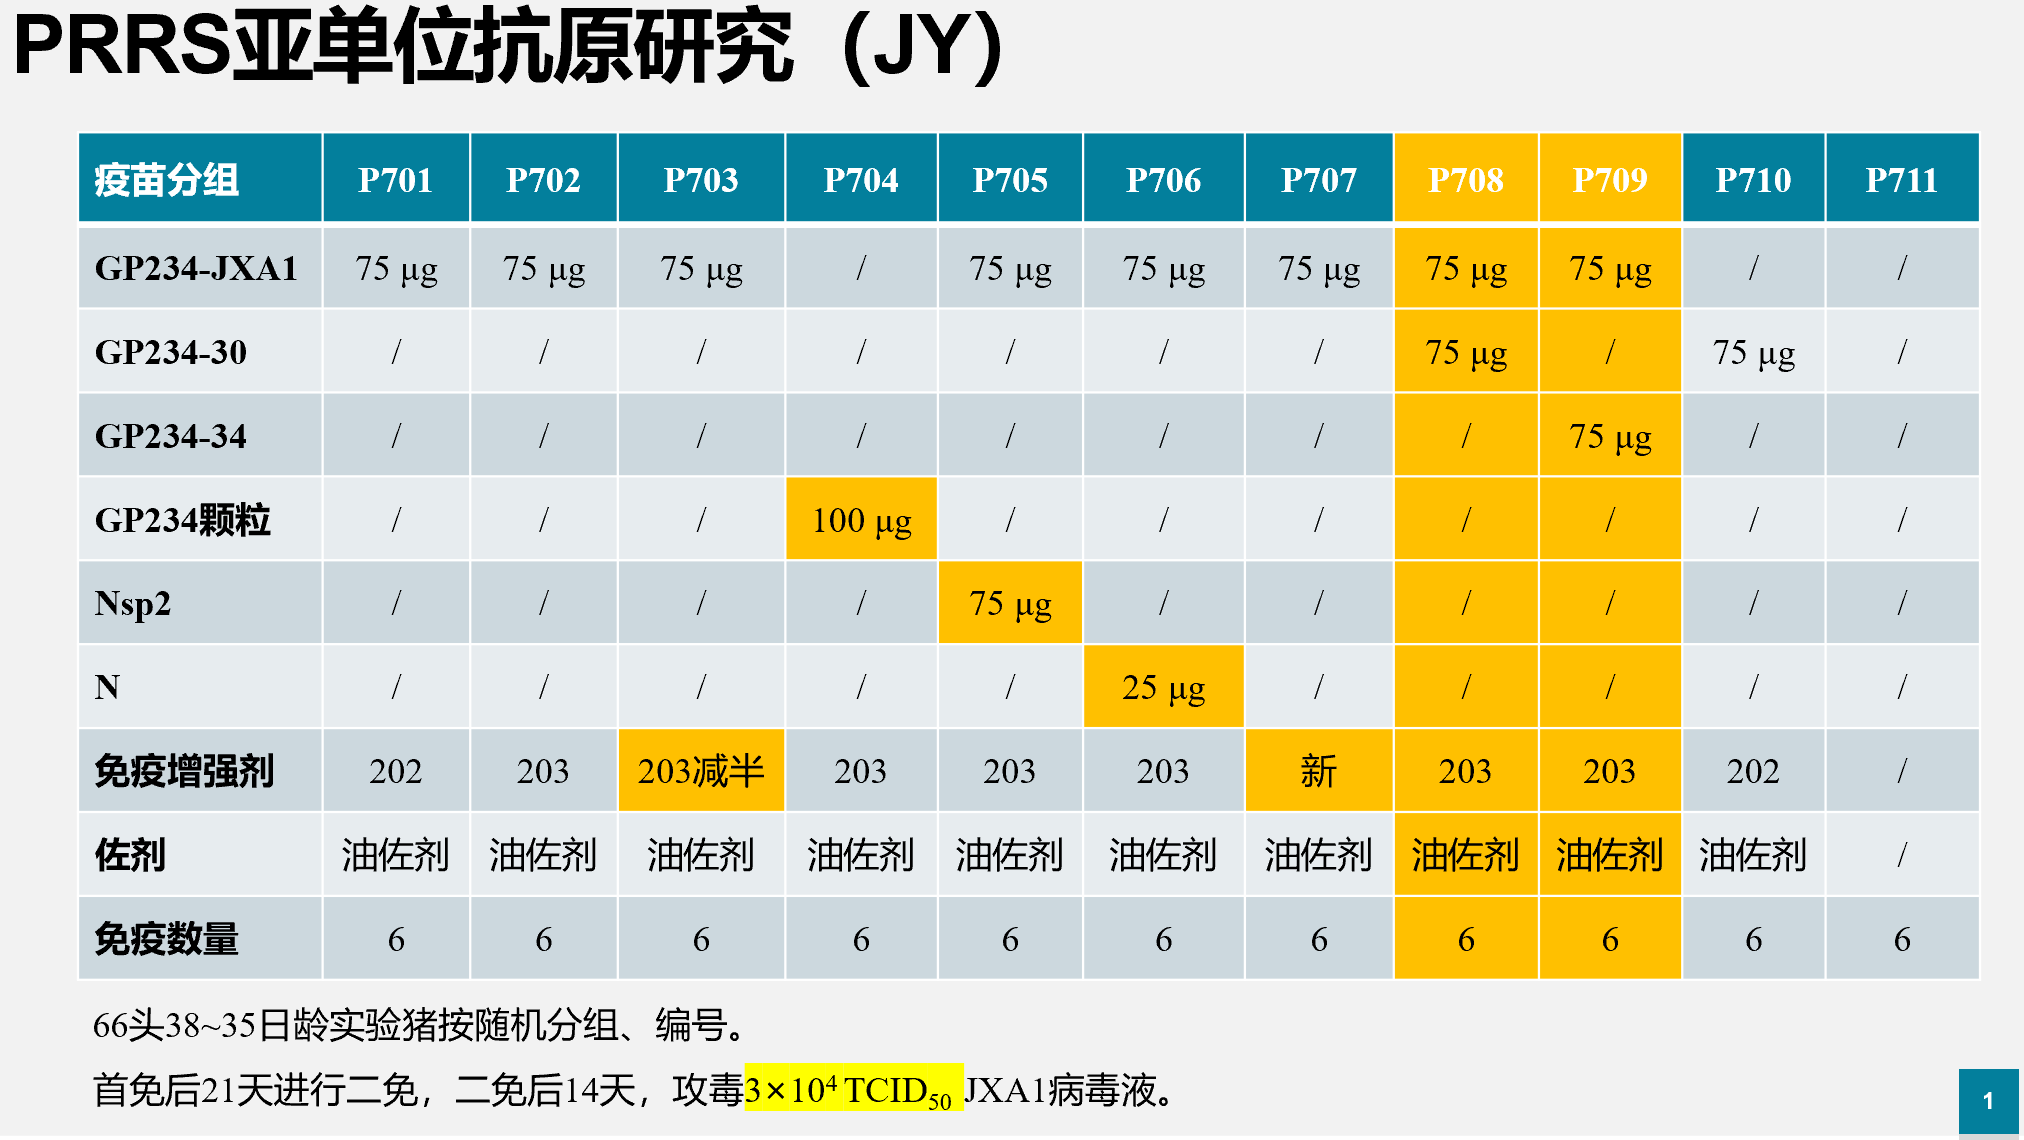 PRRS亚单位抗原研究（JY）
疫苗分组 P701 P702 P703 P704 P705 P706 P707 P708 P709 P710 P711
GP234-JXA1 75 μg 75 μg 75 μg / 75 μg 75 μg 75 μg 75 μg 75 μg / /
GP234-30 / / / / / / / 75 μg / 75 μg /
GP234-34 / / / / / / / / 75 μg / /
GP234颗粒 / / / 100 μg / / / / / / /
Nsp2 / / / / 75 μg / / / / / /
N / / / / / 25 μg / / / / /
免疫增强剂 202 203 203减半 203 203 203 新 203 203 202 /
佐剂 油佐剂 油佐剂 油佐剂 油佐剂 油佐剂 油佐剂 油佐剂 油佐剂 油佐剂 油佐剂 /
免疫数量 6 6 6 6 6 6 6 6 6 6 6
66头38~35日龄实验猪按随机分组、编号。
首免后21天进行二免，二免后14天，攻毒3×10⁴ TCID₅₀ JXA1病毒液。
1